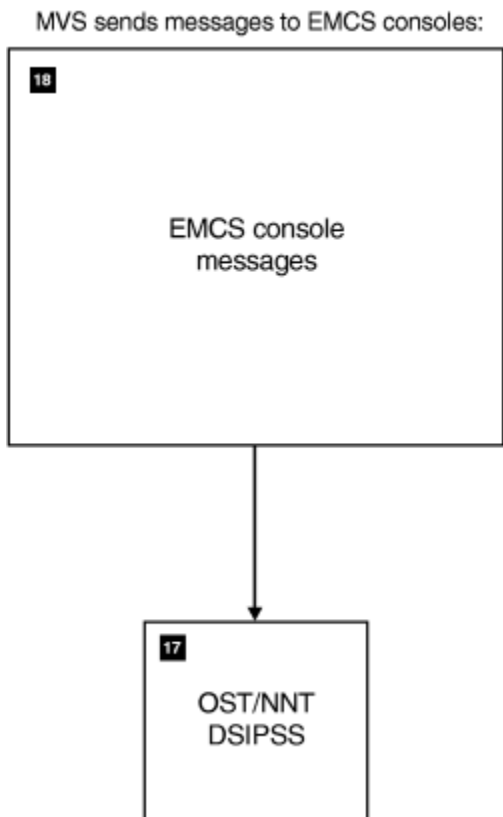 MVS sends messages to EMCS consoles:
18
EMCS console
messages
17
OST/NNT
DSIPSS